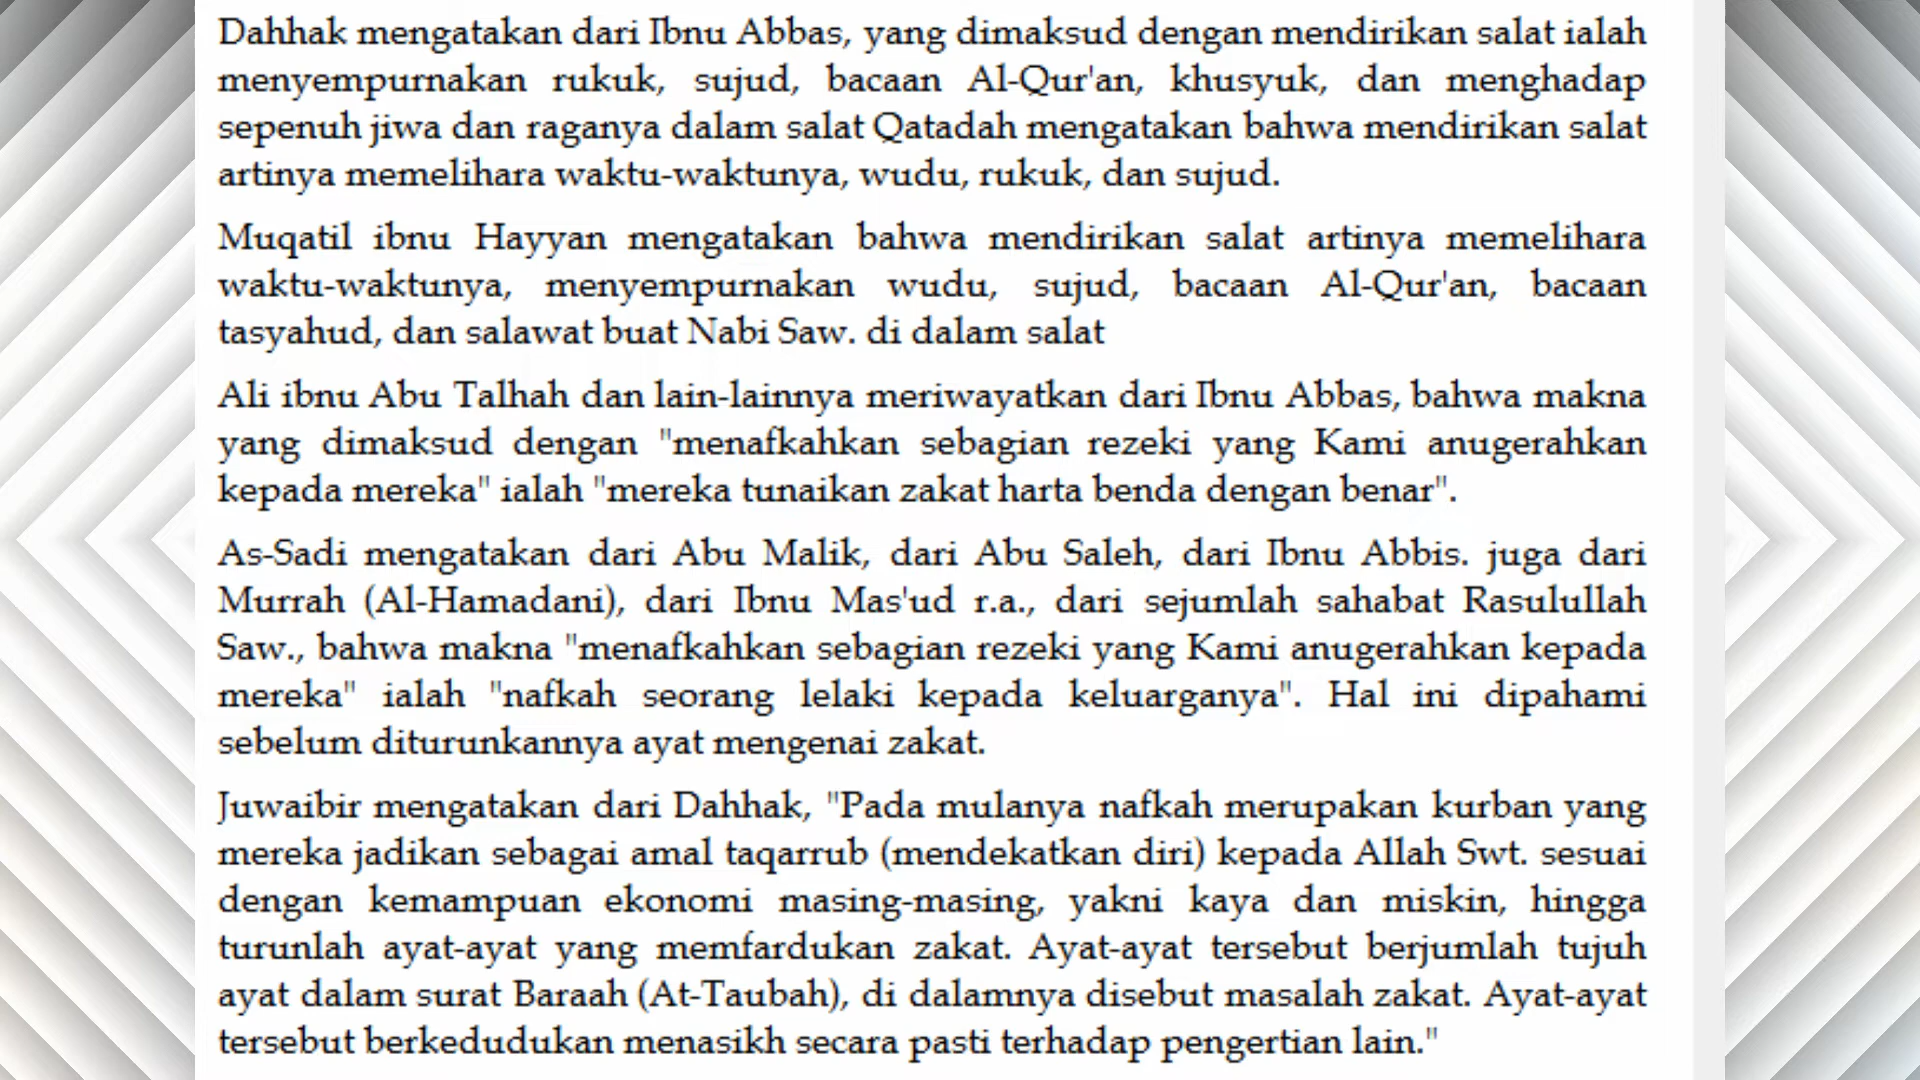 Dahhak mengatakan dari Ibnu Abbas, yang dimaksud dengan mendirikan salat ialah
menyempurnakan rukuk, sujud, bacaan Al-Qur'an, khusyuk, dan menghadap
sepenuh jiwa dan raganya dalam salat Qatadah mengatakan bahwa mendirikan salat
artinya memelihara waktu-waktunya, wudu, rukuk, dan sujud.
Muqatil ibnu Hayyan mengatakan bahwa mendirikan salat artinya memelihara
waktu-waktunya, menyempurnakan wudu, sujud, bacaan Al-Qur'an, bacaan
tasyahud, dan salawat buat Nabi Saw. di dalam salat
Ali ibnu Abu Talhah dan lain-lainnya meriwayatkan dari Ibnu Abbas, bahwa makna
yang dimaksud dengan "menafkahkan sebagian rezeki yang Kami anugerahkan
kepada mereka" ialah "mereka tunaikan zakat harta benda dengan benar".
As-Sadi mengatakan dari Abu Malik, dari Abu Saleh, dari Ibnu Abbis. juga dari
Murrah (Al-Hamadani), dari Ibnu Mas'ud r.a., dari sejumlah sahabat Rasulullah
Saw., bahwa makna "menafkahkan sebagian rezeki yang Kami anugerahkan kepada
mereka" ialah "nafkah seorang lelaki kepada keluarganya". Hal ini dipahami
sebelum diturunkannya ayat mengenai zakat.
Juwaibir mengatakan dari Dahhak, "Pada mulanya nafkah merupakan kurban yang
mereka jadikan sebagai amal taqarrub (mendekatkan diri) kepada Allah Swt. sesuai
dengan kemampuan ekonomi masing-masing, yakni kaya dan miskin, hingga
turunlah ayat-ayat yang memfardukan zakat. Ayat-ayat tersebut berjumlah tujuh
ayat dalam surat Baraah (At-Taubah), di dalamnya disebut masalah zakat. Ayat-ayat
tersebut berkedudukan menasikh secara pasti terhadap pengertian lain."